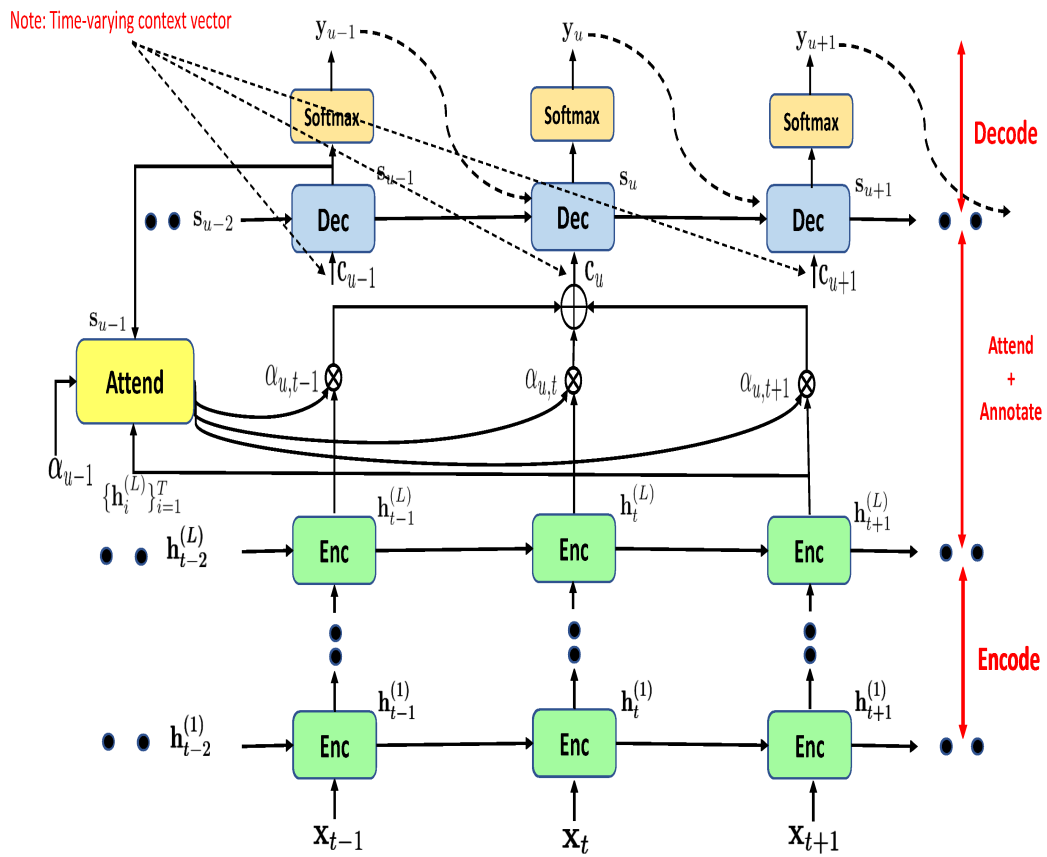 Note: Time-varying context vector
y_{u-1} y_u y_{u+1}
Softmax Softmax Softmax
Decode
s_{u-1} s_u s_{u+1}
s_{u-2} Dec Dec Dec
c_{u-1} c_u c_{u+1}
s_{u-1}
Attend α_{u,t-1} α_{u,t} α_{u,t+1}
Attend
+
Annotate
α_{u-1}
{h_i^{(L)}}_{i=1}^T
h_{t-1}^{(L)} h_t^{(L)} h_{t+1}^{(L)}
h_{t-2}^{(L)} Enc Enc Enc
Encode
h_{t-1}^{(1)} h_t^{(1)} h_{t+1}^{(1)}
h_{t-2}^{(1)} Enc Enc Enc
x_{t-1} x_t x_{t+1}